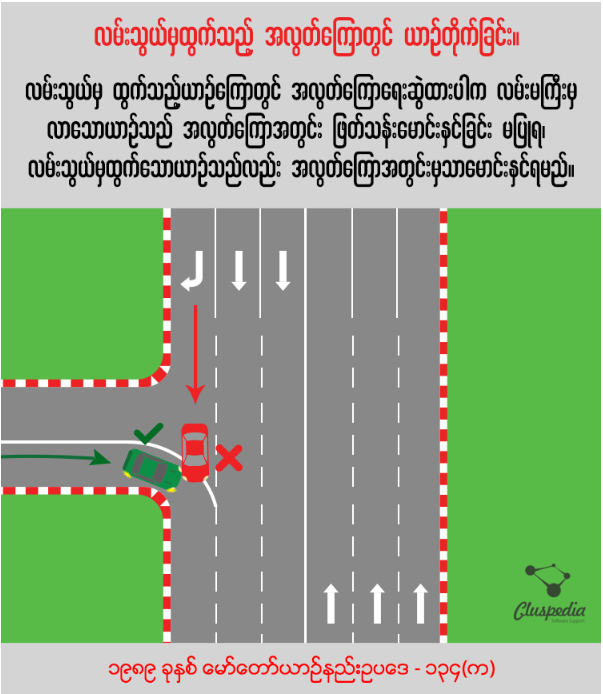 လမ်းသွယ်မှထွက်သည့် အလွတ်ကြောတွင် ယာဉ်တိုက်ခြင်း။
လမ်းသွယ်မှ ထွက်သည့်ယာဉ်ကြောတွင် အလွတ်ကြောရေးဆွဲထားပါက လမ်းမကြီးမှ
လာသောယာဉ်သည် အလွတ်ကြောအတွင်း ဖြတ်သန်းမောင်းနှင်ခြင်း မပြုရ၊
လမ်းသွယ်မှထွက်သောယာဉ်သည်လည်း အလွတ်ကြောအတွင်းမှသာမောင်းနှင်ရမည်။
Cluspedia
Software Support
၁၉၈၉ ခုနှစ် မော်တော်ယာဉ်နည်းဥပဒေ - ၁၃၄(က)